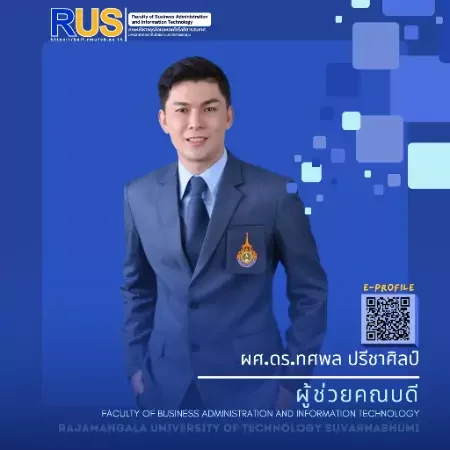 RUS
Faculty of Business Administration
and Information Technology
E-PROFILE
ผศ.ดร.ทศพล ปรีชาศิลป์
ผู้ช่วยคณบดี
FACULTY OF BUSINESS ADMINISTRATION AND INFORMATION TECHNOLOGY
RAJAMANGALA UNIVERSITY OF TECHNOLOGY SUVARNABHUMI